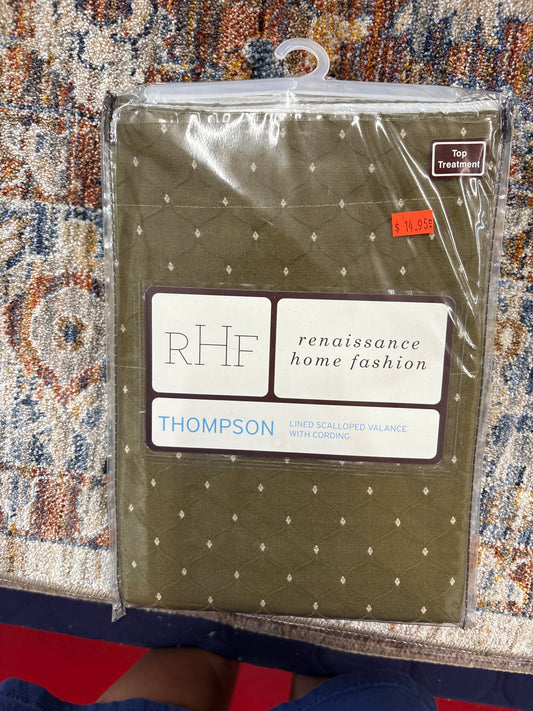 Top
Treatment
$ 14.95
RHF
renaissance
home fashion
THOMPSON
LINED SCALLOPED VALANCE
WITH CORDING